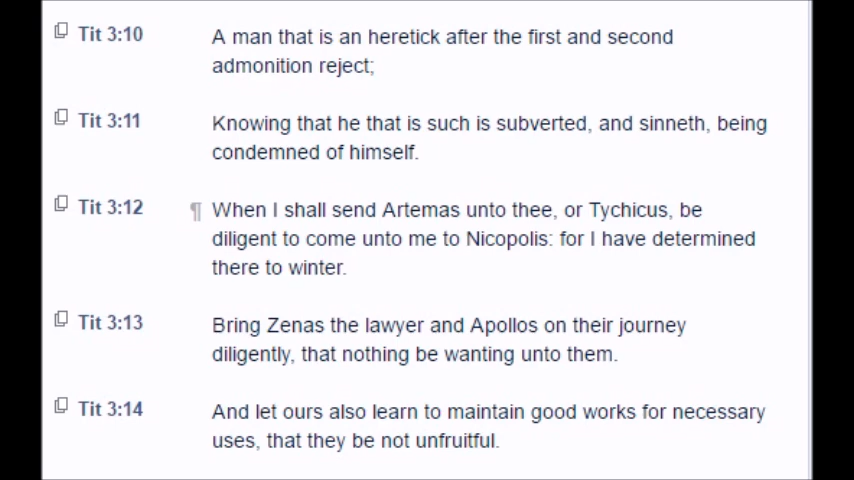 Tit 3:10 A man that is an heretick after the first and second
admonition reject;
Tit 3:11 Knowing that he that is such is subverted, and sinneth, being
condemned of himself.
Tit 3:12 ¶ When I shall send Artemas unto thee, or Tychicus, be
diligent to come unto me to Nicopolis: for I have determined
there to winter.
Tit 3:13 Bring Zenas the lawyer and Apollos on their journey
diligently, that nothing be wanting unto them.
Tit 3:14 And let ours also learn to maintain good works for necessary
uses, that they be not unfruitful.